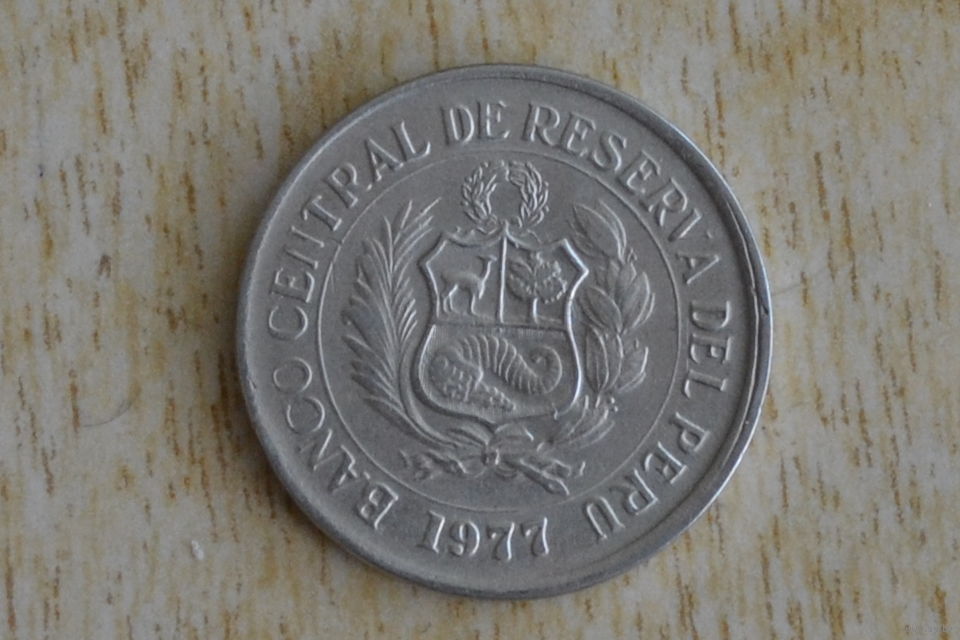 BANCO CENTRAL DE RESERVA DEL PERU
1977